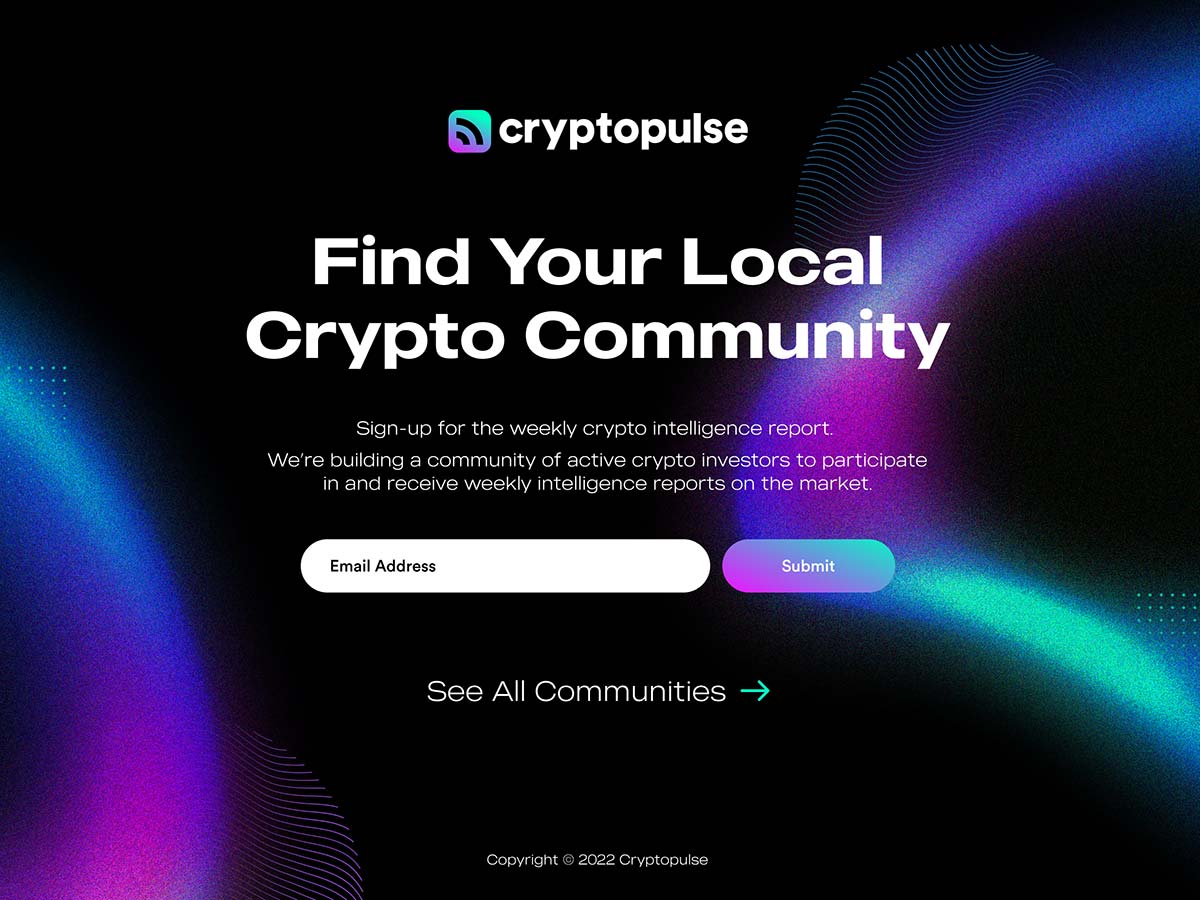 cryptopulse
Find Your Local
Crypto Community
Sign-up for the weekly crypto intelligence report.
We're building a community of active crypto investors to participate
in and receive weekly intelligence reports on the market.
Email Address
Submit
See All Communities →
Copyright © 2022 Cryptopulse